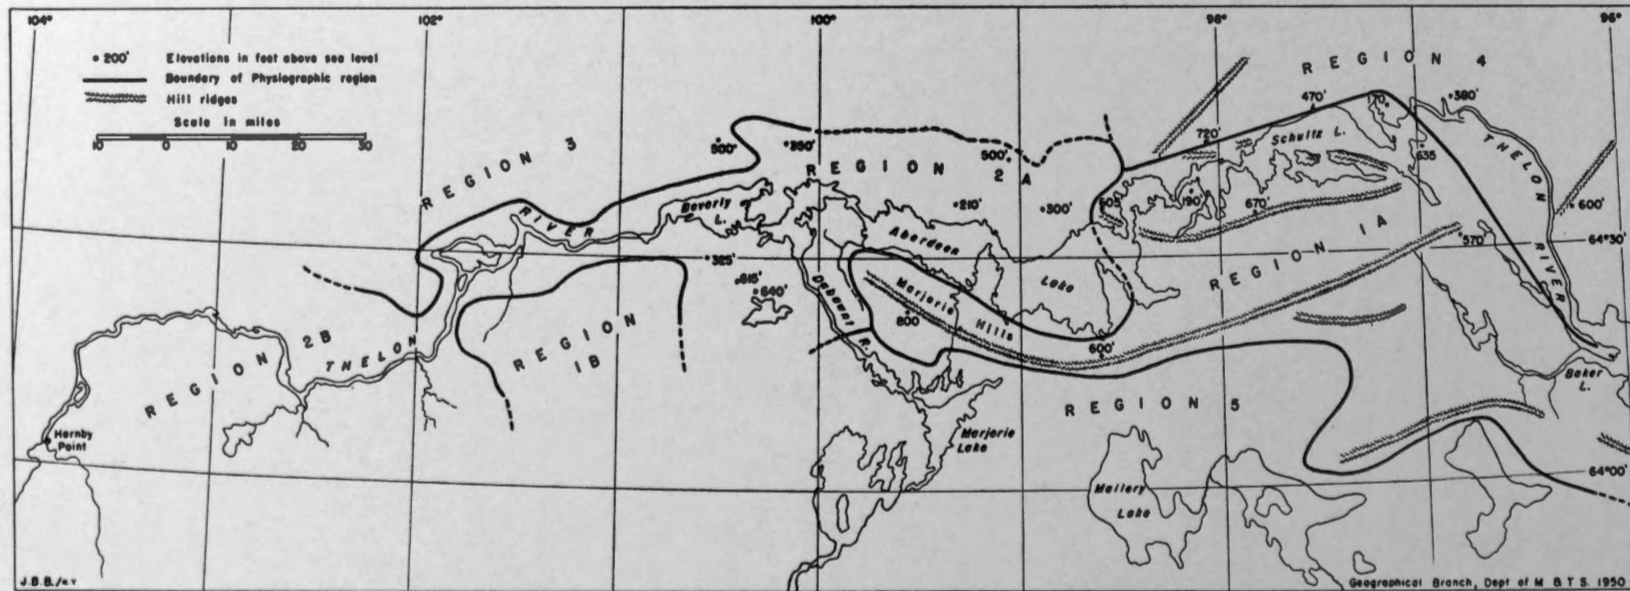 104°
102°
100°
98°
96°
• 200' Elevations in feet above sea level
Boundary of Physiographic region
Hill ridges
Scale in miles
10 0 10 20 30
REGION 4
470'
170'
380'
720'
Schultz L.
635
THELON RIVER
500'
350'
500'
REGION 3
REGION 2A
Beverly L.
210'
300'
605'
190'
670'
600'
RIVER
Aberdeen Lake
REGION 1A
570'
64°30'
325'
615'
640'
Dubawnt R.
Marjorie Hills
800'
600'
THELON
REGION 2B
REGION 1B
Baker L.
REGION 5
Hornby Point
Marjorie Lake
Mallery Lake
64°00'
J.B.B./
Geographical Branch, Dept of M & T S. 1950